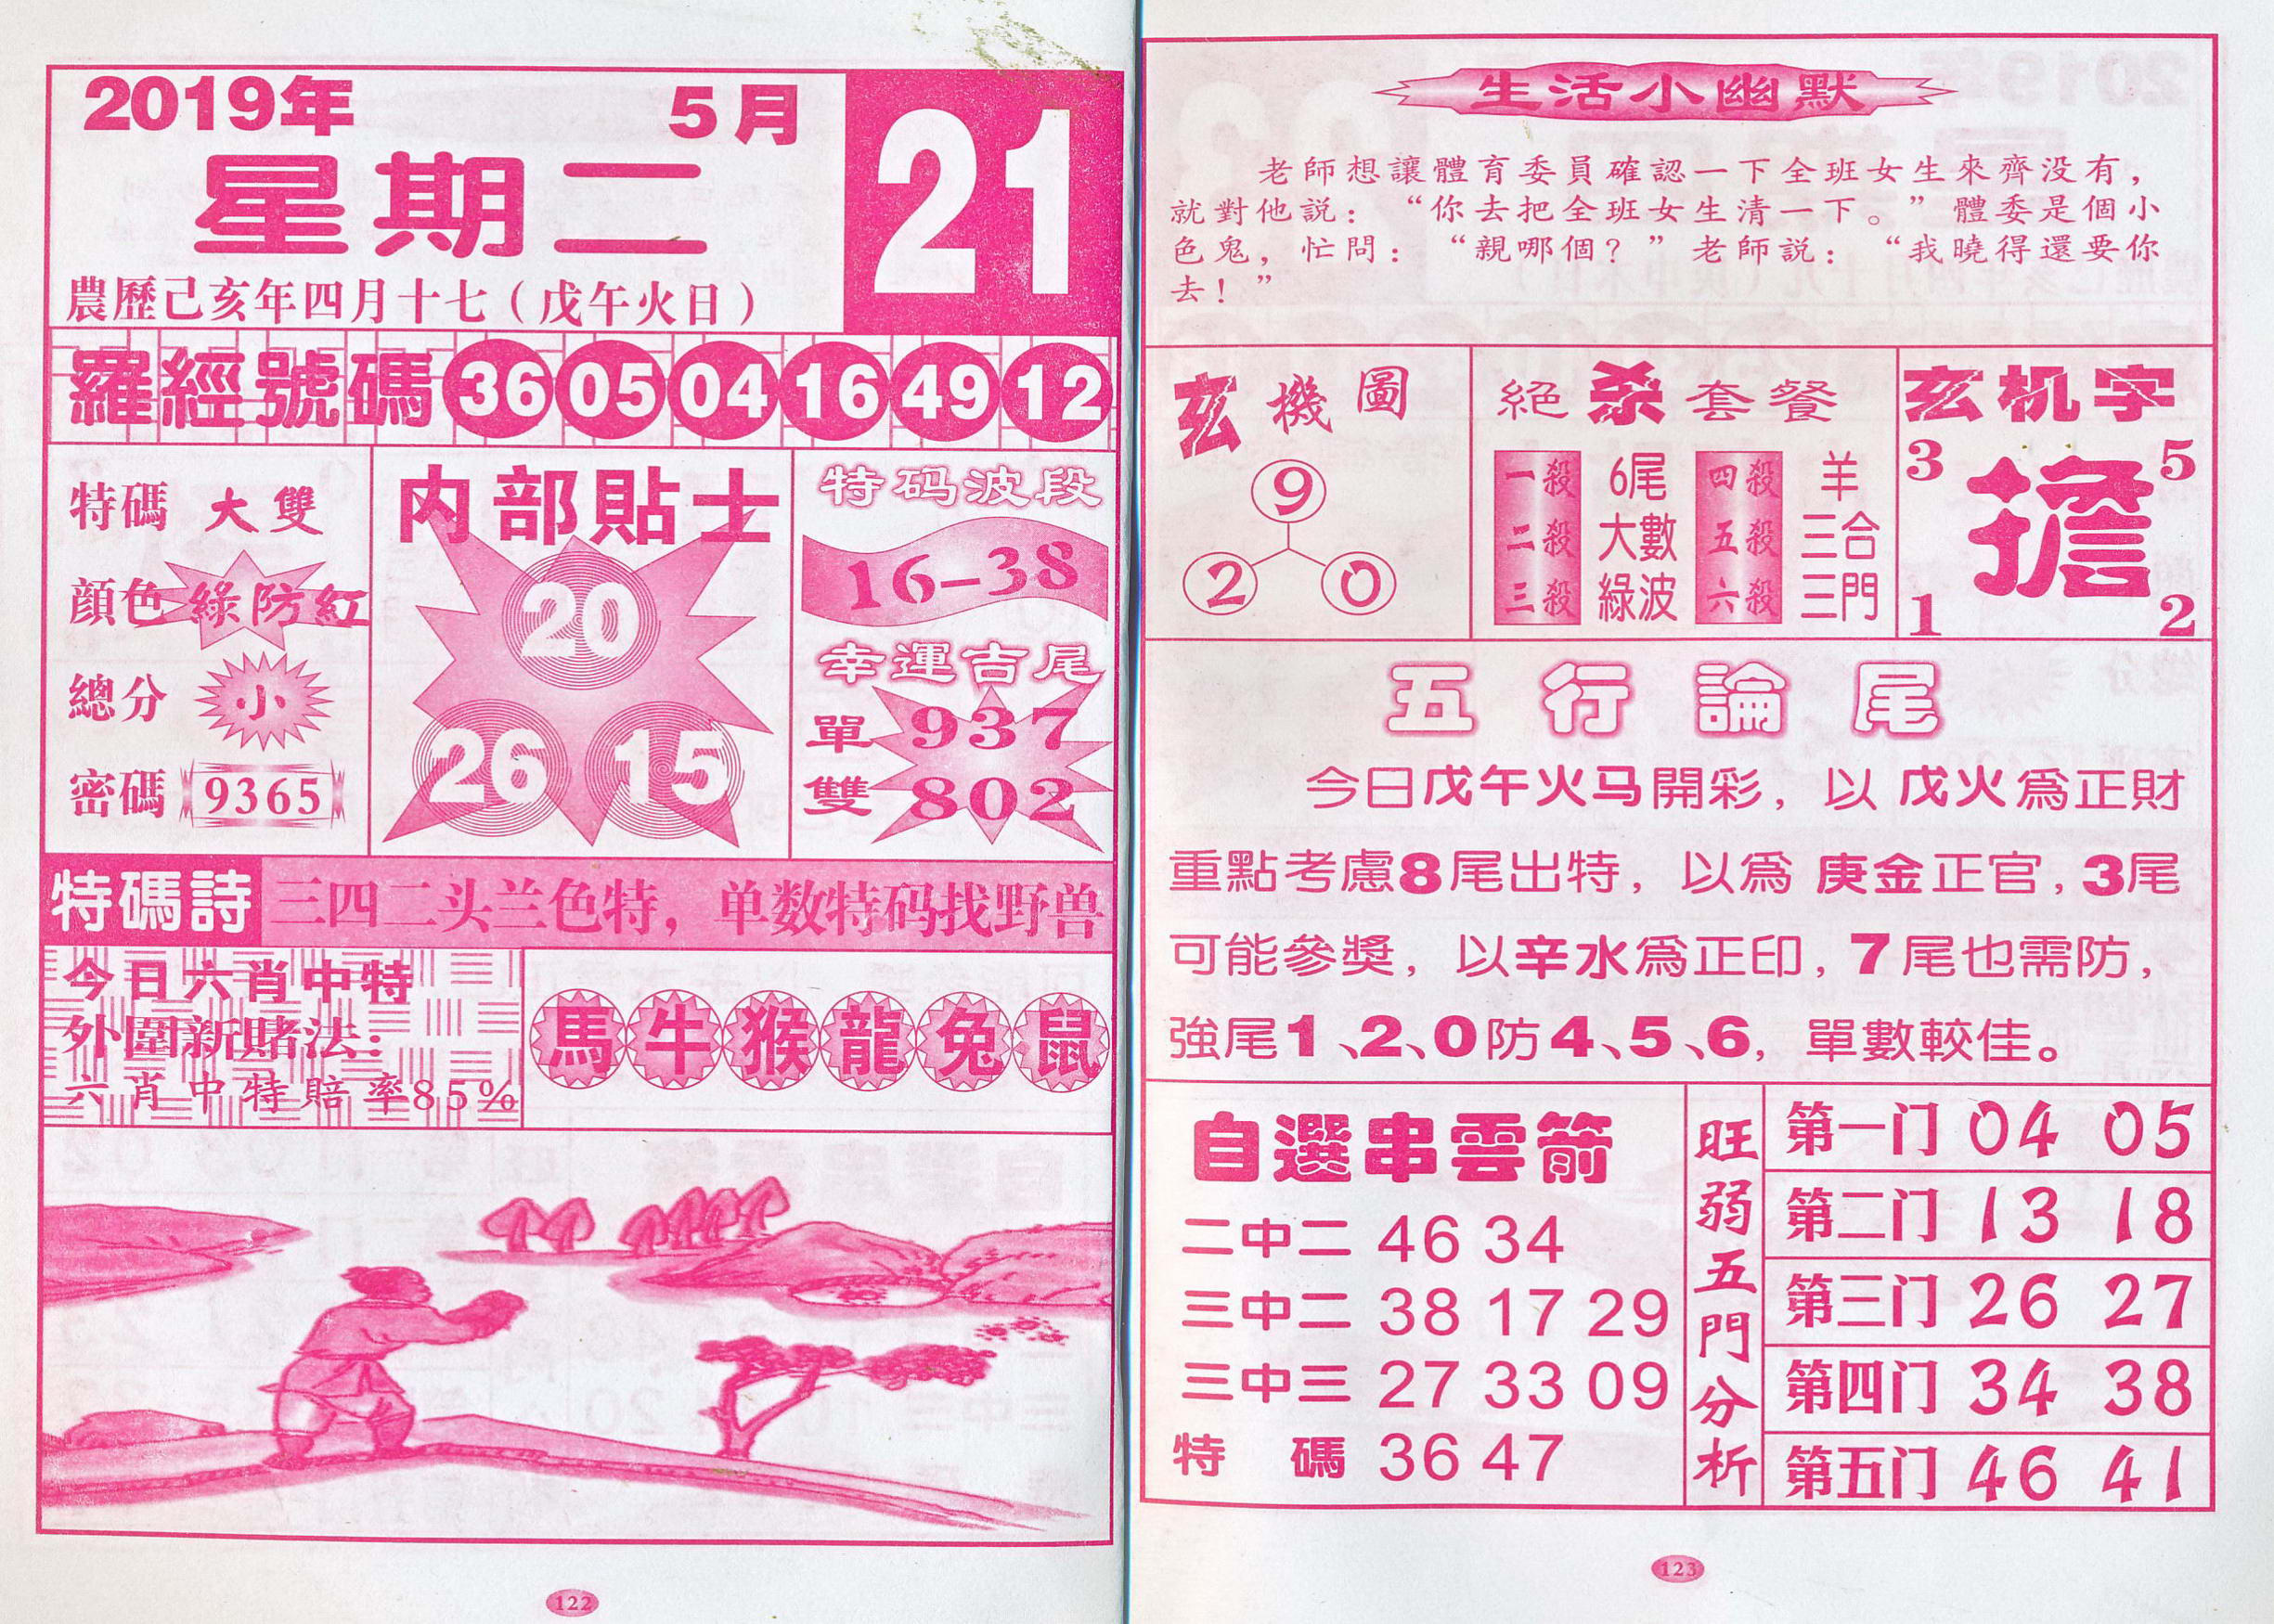 2019年 5月
21
星期二
農歷己亥年四月十七（戊午火日）
羅經號碼 36 05 04 16 49 12
特碼 大雙
顔色 綠防紅
總分 小
密碼 9365
内部貼士
20
26 15
特码波段
16-38
幸運吉尾
單 937
雙 802
特碼詩 三四二头兰色特，单数特码找野兽
今日六肖中特
外圍新賭法：
六肖中特賠率85%
馬 牛 猴 龍 兔 鼠
122
生活小幽默
老師想讓體育委員確認一下全班女生來齊没有，
就對他説：“你去把全班女生清一下。”體委是個小
色鬼，忙問：“親哪個？”老師説：“我曉得還要你
去！”
玄機圖
9
2 0
絕杀套餐
一殺 6尾 四殺 羊
二殺 大數 五殺 三合
三殺 綠波 六殺 三門
玄机字
3 5
擔
1 2
五行論尾
今日戊午火马開彩，以 戊火爲正財
重點考慮8尾出特，以爲 庚金正官，3尾
可能參獎，以辛水爲正印，7尾也需防，
強尾1、2、0防4、5、6，單數較佳。
自選串雲箭
二中二 46 34
三中二 38 17 29
三中三 27 33 09
特 碼 36 47
旺弱五門分析
第一门 04 05
第二门 13 18
第三门 26 27
第四门 34 38
第五门 46 41
123